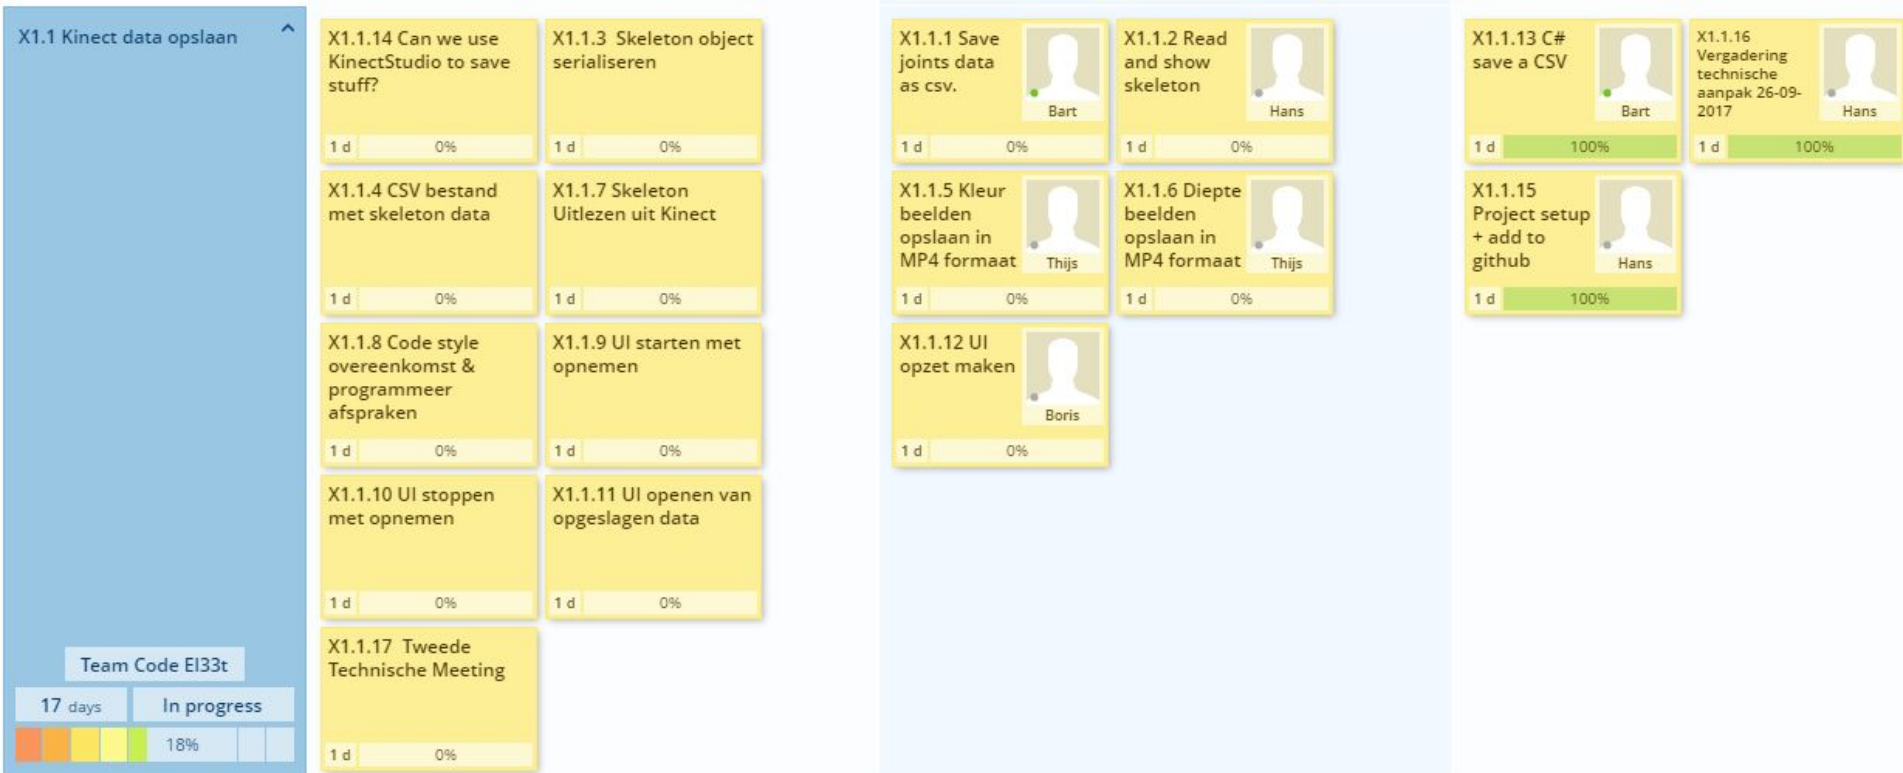 X1.1 Kinect data opslaan
Team Code El33t
17 days
In progress
18%
X1.1.14 Can we use
KinectStudio to save
stuff?
1 d
0%
X1.1.3 Skeleton object
serialiseren
1 d
0%
X1.1.4 CSV bestand
met skeleton data
1 d
0%
X1.1.7 Skeleton
Uitlezen uit Kinect
1 d
0%
X1.1.8 Code style
overeenkomst &
programmeer
afspraken
1 d
0%
X1.1.9 UI starten met
opnemen
1 d
0%
X1.1.10 UI stoppen
met opnemen
1 d
0%
X1.1.11 UI openen van
opgeslagen data
1 d
0%
X1.1.17 Tweede
Technische Meeting
1 d
0%
X1.1.1 Save
joints data
as csv.
Bart
1 d
0%
X1.1.2 Read
and show
skeleton
Hans
1 d
0%
X1.1.5 Kleur
beelden
opslaan in
MP4 formaat
Thijs
1 d
0%
X1.1.6 Diepte
beelden
opslaan in
MP4 formaat
Thijs
1 d
0%
X1.1.12 UI
opzet maken
Boris
1 d
0%
X1.1.13 C#
save a CSV
Bart
1 d
100%
X1.1.16
Vergadering
technische
aanpak 26-09-
2017
Hans
1 d
100%
X1.1.15
Project setup
+ add to
github
Hans
1 d
100%